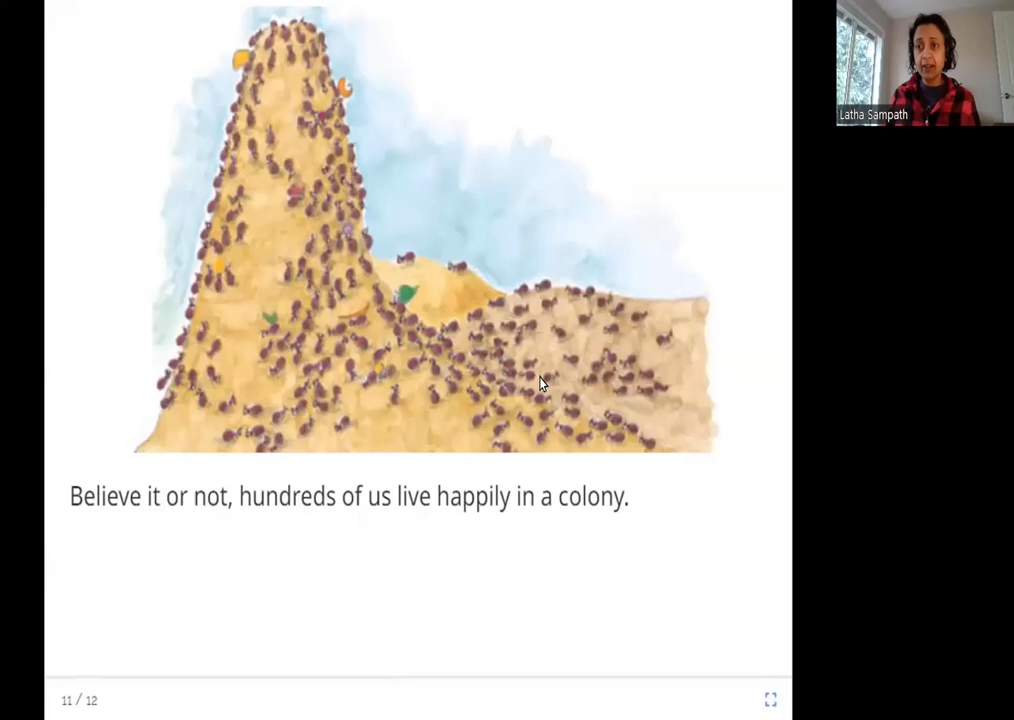 Latha Sampath
Believe it or not, hundreds of us live happily in a colony.
11 / 12